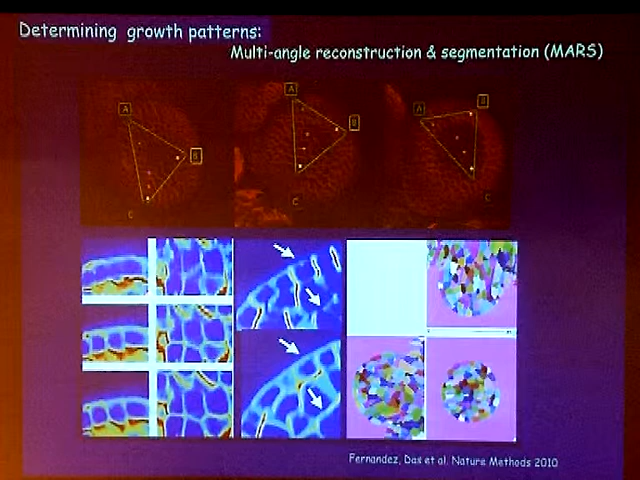 Determining growth patterns:
Multi-angle reconstruction & segmentation (MARS)
A
B
C
A
B
C
A
B
C
Fernandez, Das et al. Nature Methods 2010